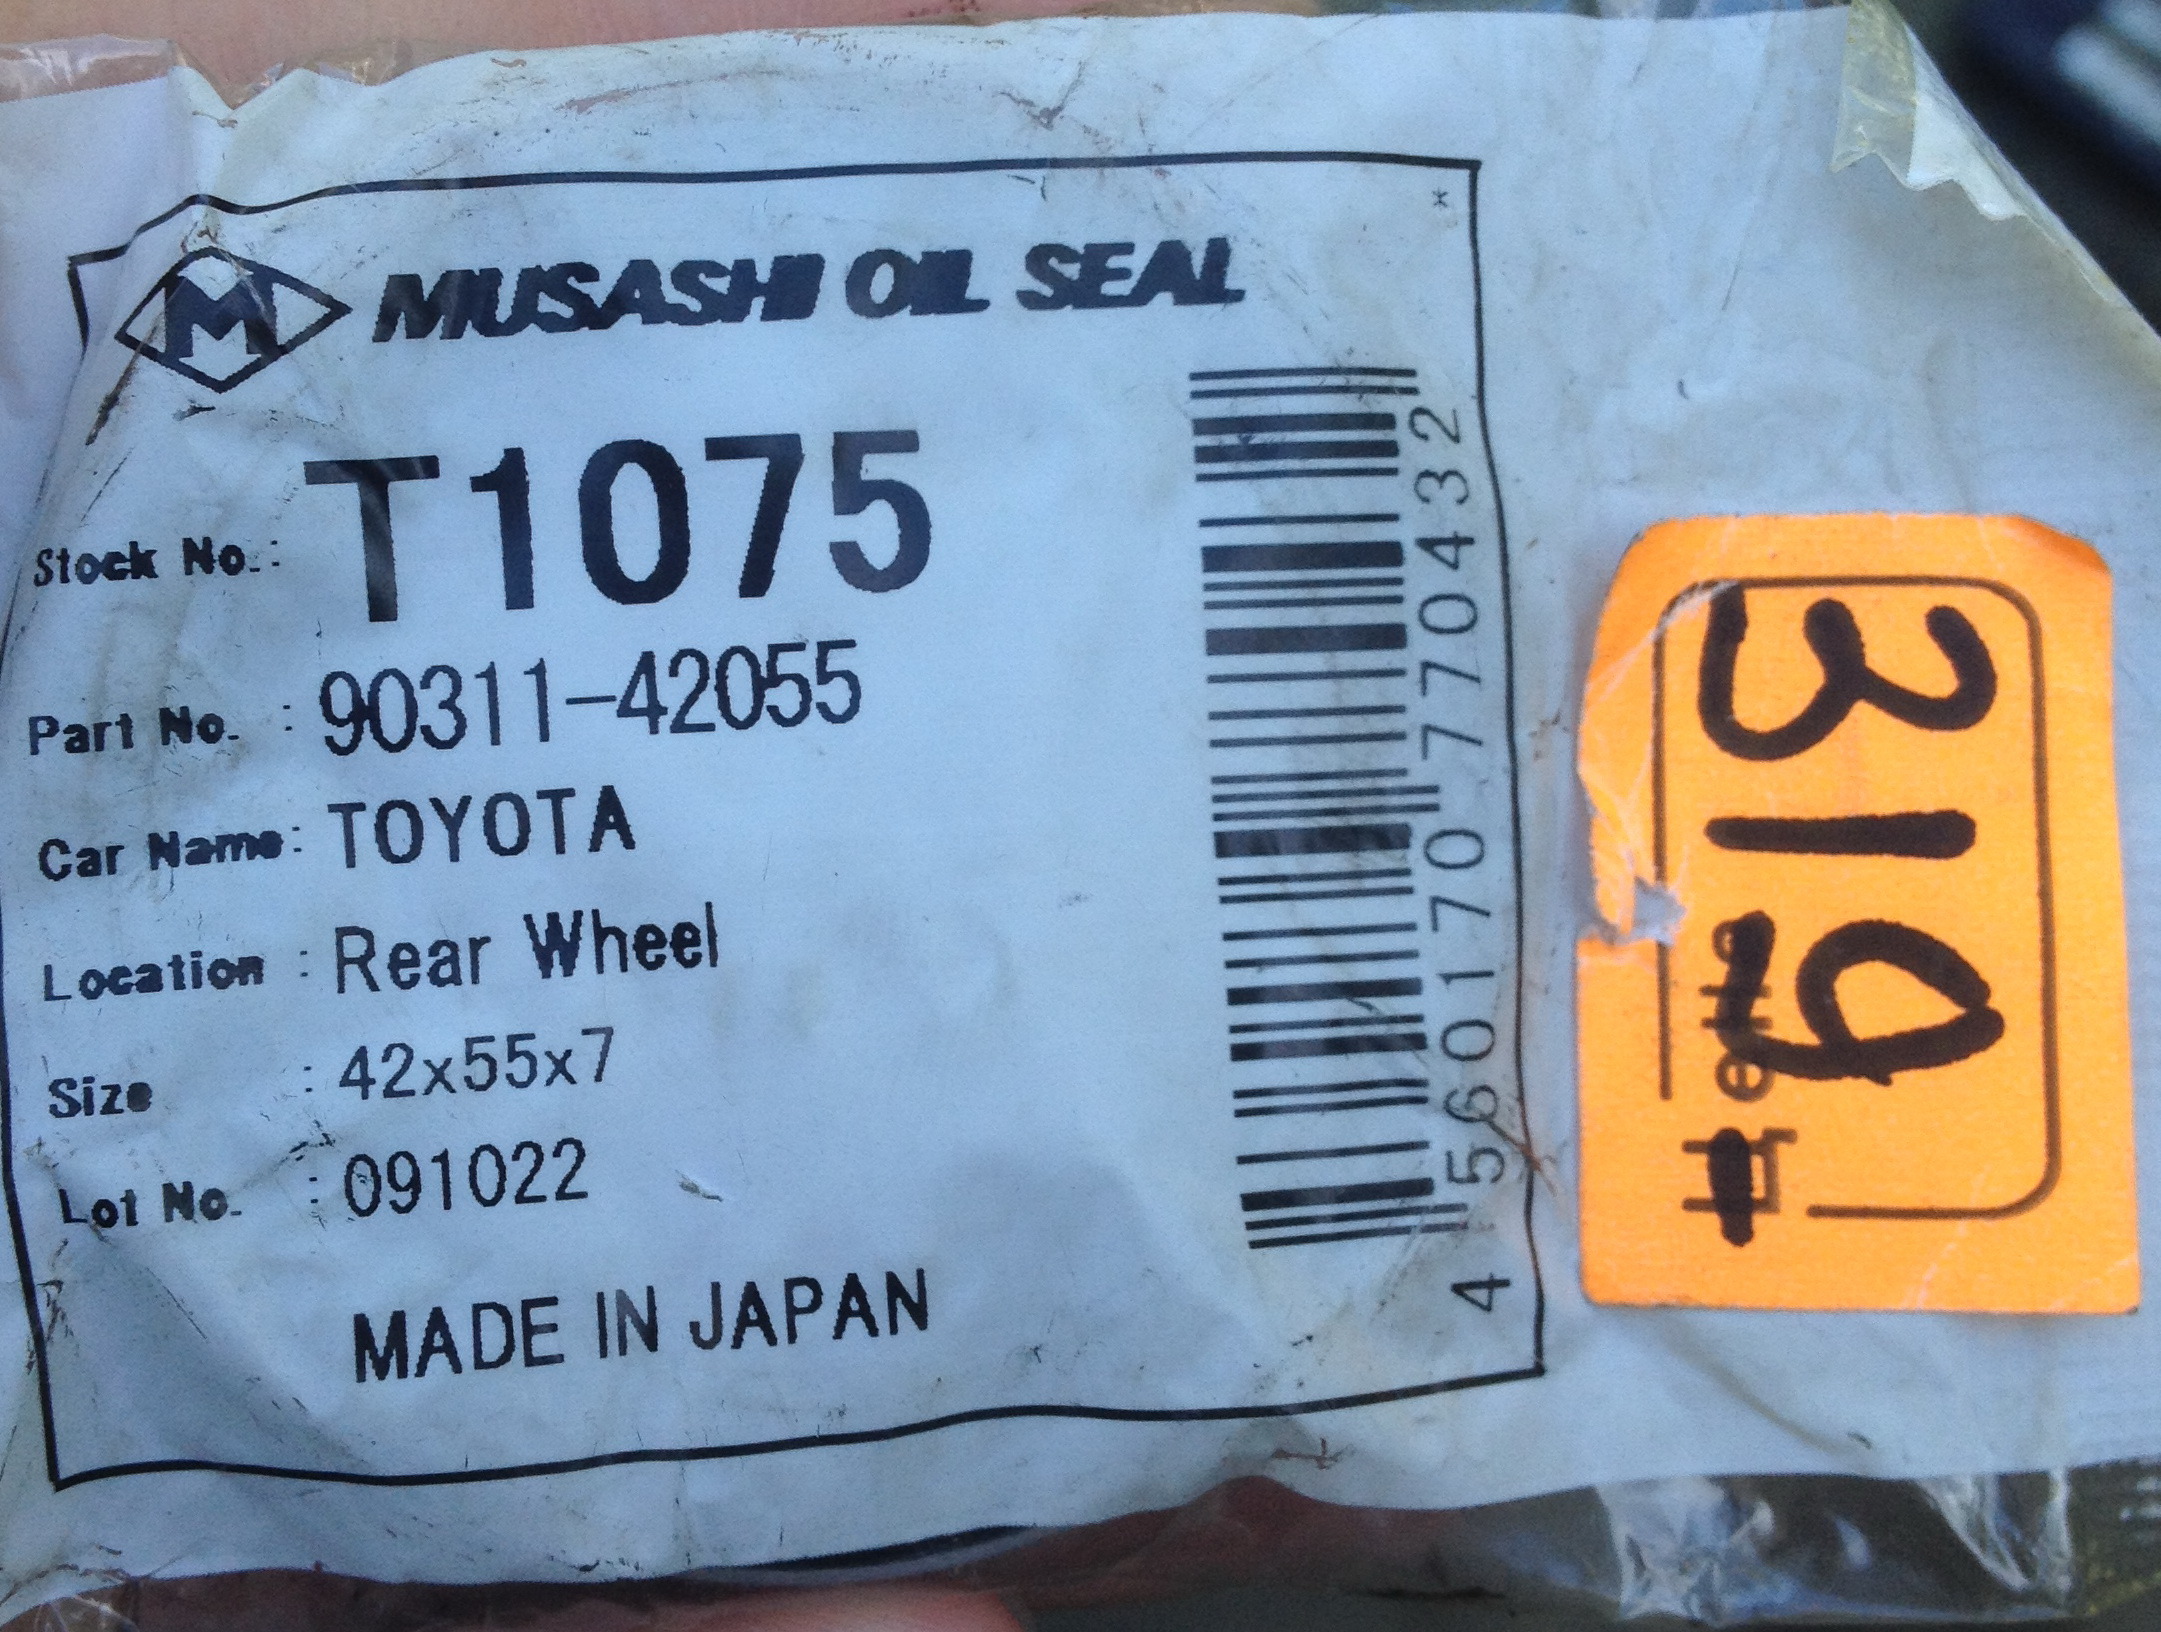 M
MUSASHI OIL SEAL
*
Stock No.: T1075
Part No. : 90311-42055
Car Name: TOYOTA
Location : Rear Wheel
Size : 42x55x7
Lot No. : 091022
MADE IN JAPAN
4 560170 770432
319